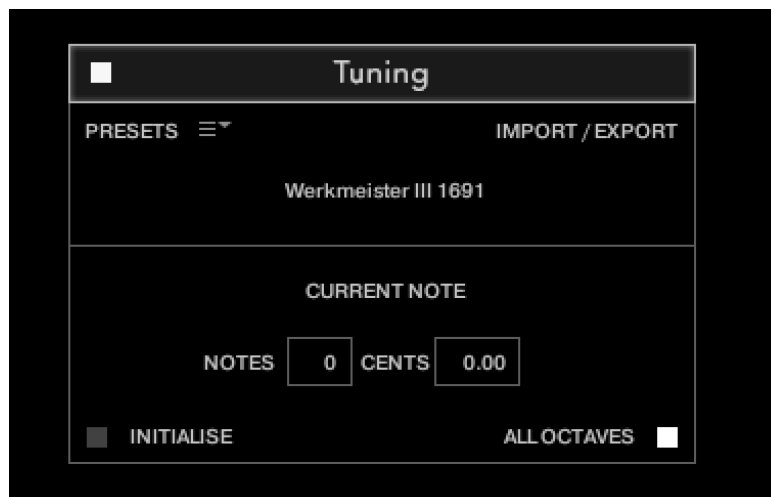 Tuning
PRESETS IMPORT / EXPORT
Werkmeister III 1691
CURRENT NOTE
NOTES 0 CENTS 0.00
INITIALISE ALL OCTAVES